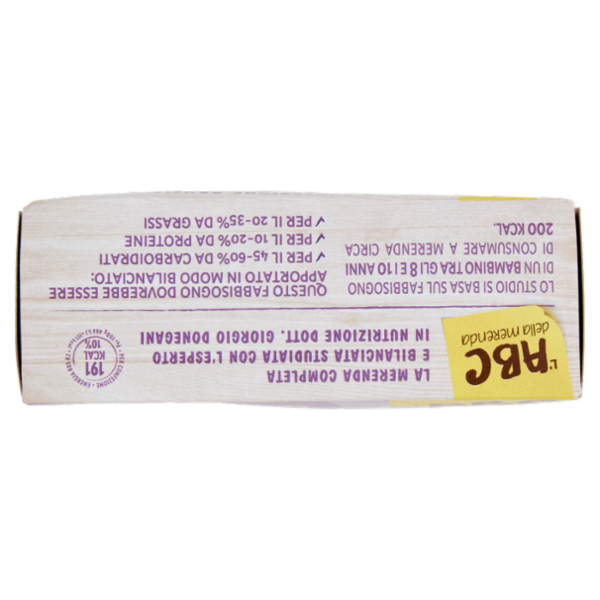 L'ABC
della merenda
LA MERENDA COMPLETA
E BILANCIATA STUDIATA CON L'ESPERTO
IN NUTRIZIONE DOTT. GIORGIO DONEGANI
191
KCAL
10%
PER CONFEZIONE • ENERGIA
LO STUDIO SI BASA SUL FABBISOGNO
DI UN BAMBINO TRA GLI 8 E I 10 ANNI
DI CONSUMARE A MERENDA CIRCA
200 KCAL.
QUESTO FABBISOGNO DOVREBBE ESSERE
APPORTATO IN MODO BILANCIATO:
✓ PER IL 45-60% DA CARBOIDRATI
✓ PER IL 10-20% DA PROTEINE
✓ PER IL 20-35% DA GRASSI